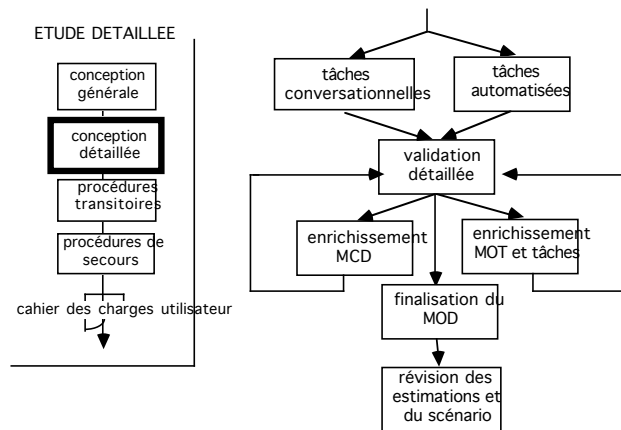 ETUDE DETAILLEE
conception
générale
conception
détaillée
procédures
transitoires
procédures de
secours
cahier des charges utilisateur
tâches
conversationnelles
tâches
automatisées
validation
détaillée
enrichissement
MCD
enrichissement
MOT et tâches
finalisation du
MOD
révision des
estimations et
du scénario